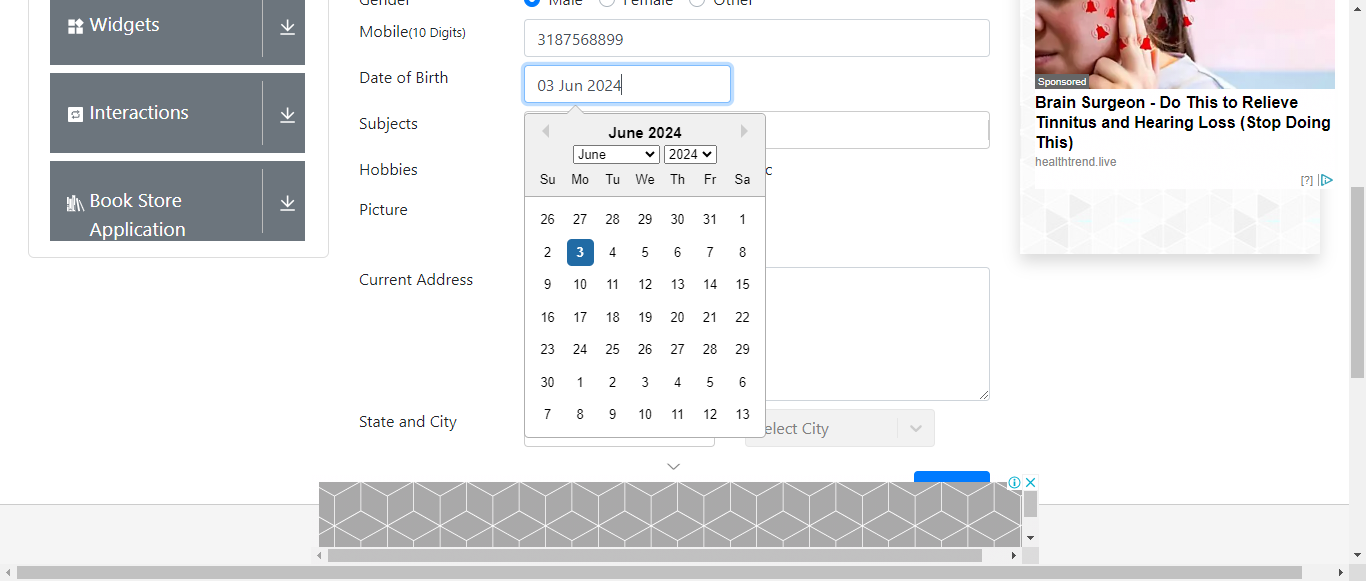 Widgets
Interactions
Book Store
Application
Gender
Male
Female
Other
Mobile(10 Digits)
3187568899
Date of Birth
03 Jun 2024
Subjects
Hobbies
c
Picture
Current Address
State and City
elect City
June 2024
June
2024
Su Mo Tu We Th Fr Sa
26 27 28 29 30 31 1
2 3 4 5 6 7 8
9 10 11 12 13 14 15
16 17 18 19 20 21 22
23 24 25 26 27 28 29
30 1 2 3 4 5 6
7 8 9 10 11 12 13
Sponsored
Brain Surgeon - Do This to Relieve
Tinnitus and Hearing Loss (Stop Doing
This)
healthtrend.live
[?]